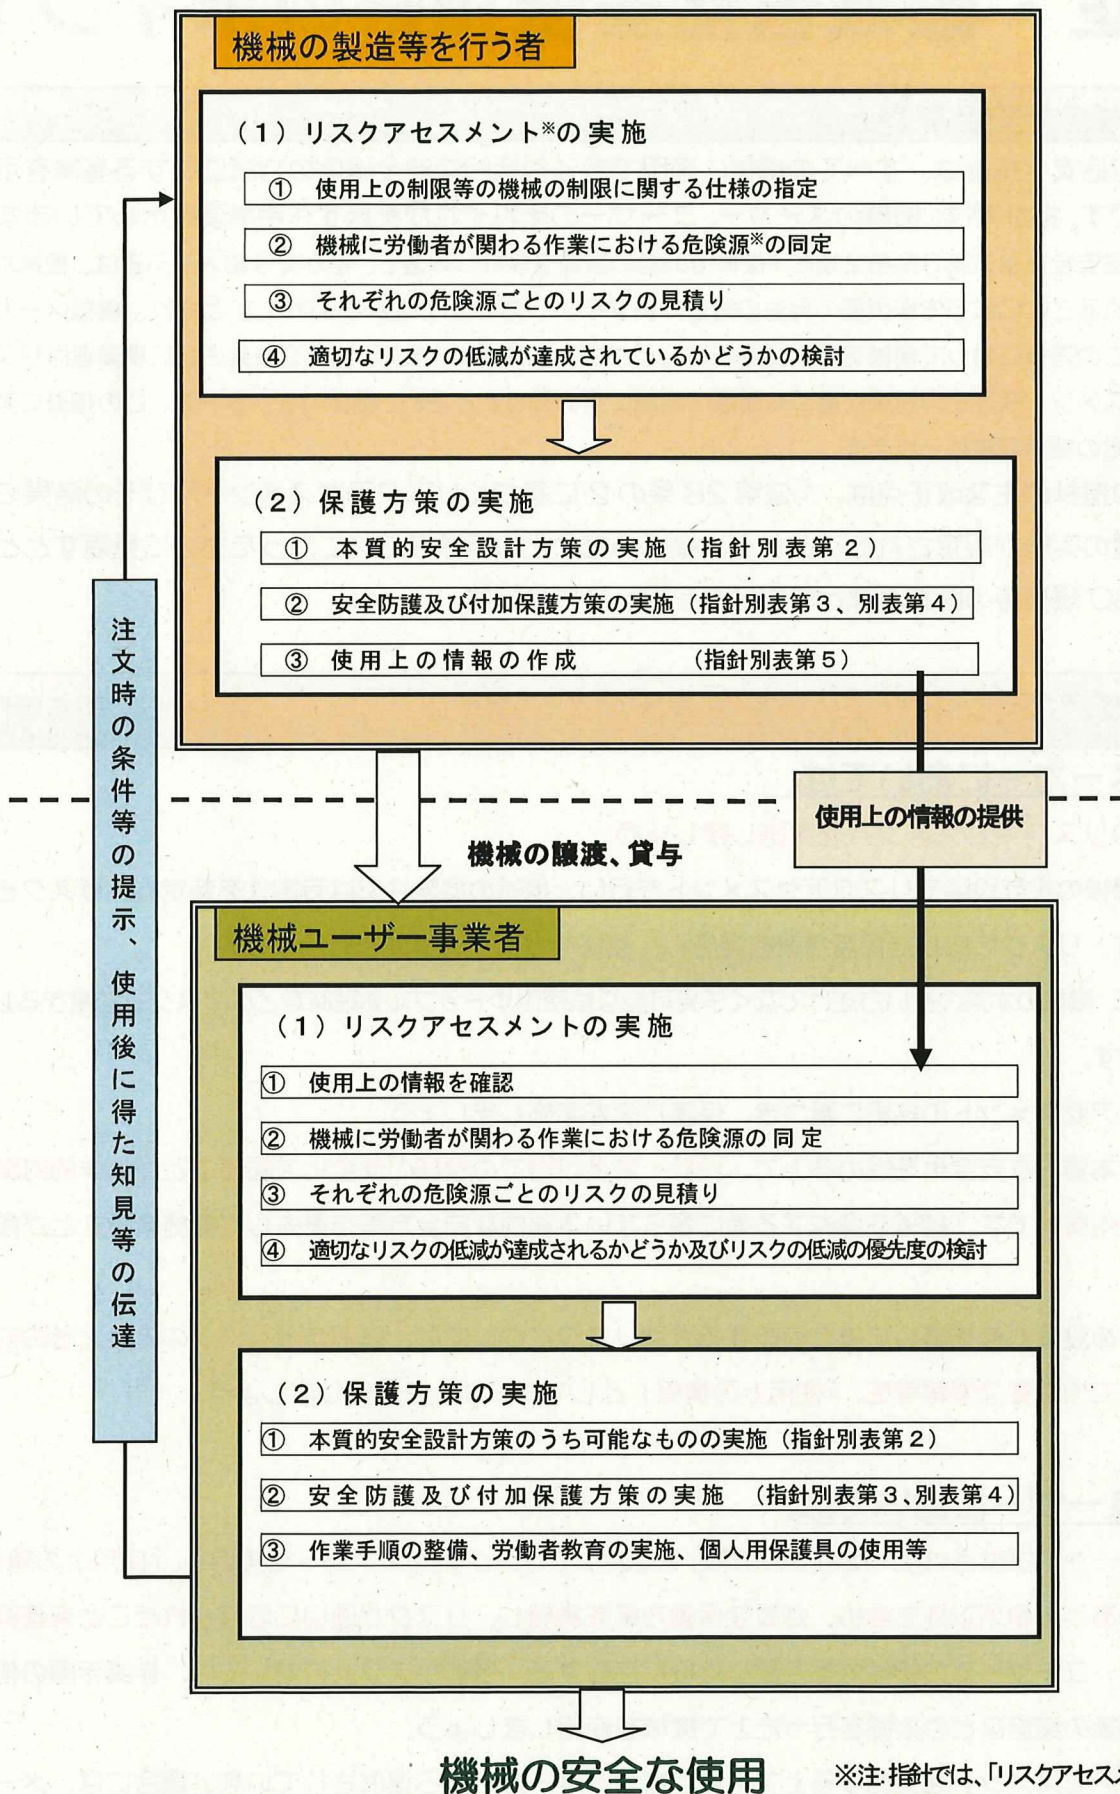 機械の製造等を行う者
(1)リスクアセスメント※の実施
① 使用上の制限等の機械の制限に関する仕様の指定
② 機械に労働者が関わる作業における危険源※の同定
③ それぞれの危険源ごとのリスクの見積り
④ 適切なリスクの低減が達成されているかどうかの検討
(2)保護方策の実施
① 本質的安全設計方策の実施(指針別表第2)
② 安全防護及び付加保護方策の実施(指針別表第3、別表第4)
③ 使用上の情報の作成 (指針別表第5)
注文時の条件等の提示、使用後に得た知見等の伝達
使用上の情報の提供
機械の譲渡、貸与
機械ユーザー事業者
(1)リスクアセスメントの実施
① 使用上の情報を確認
② 機械に労働者が関わる作業における危険源の同定
③ それぞれの危険源ごとのリスクの見積り
④ 適切なリスクの低減が達成されるかどうか及びリスクの低減の優先度の検討
(2)保護方策の実施
① 本質的安全設計方策のうち可能なものの実施(指針別表第2)
② 安全防護及び付加保護方策の実施 (指針別表第3、別表第4)
③ 作業手順の整備、労働者教育の実施、個人用保護具の使用等
機械の安全な使用
※注:指針では、「リスクアセス